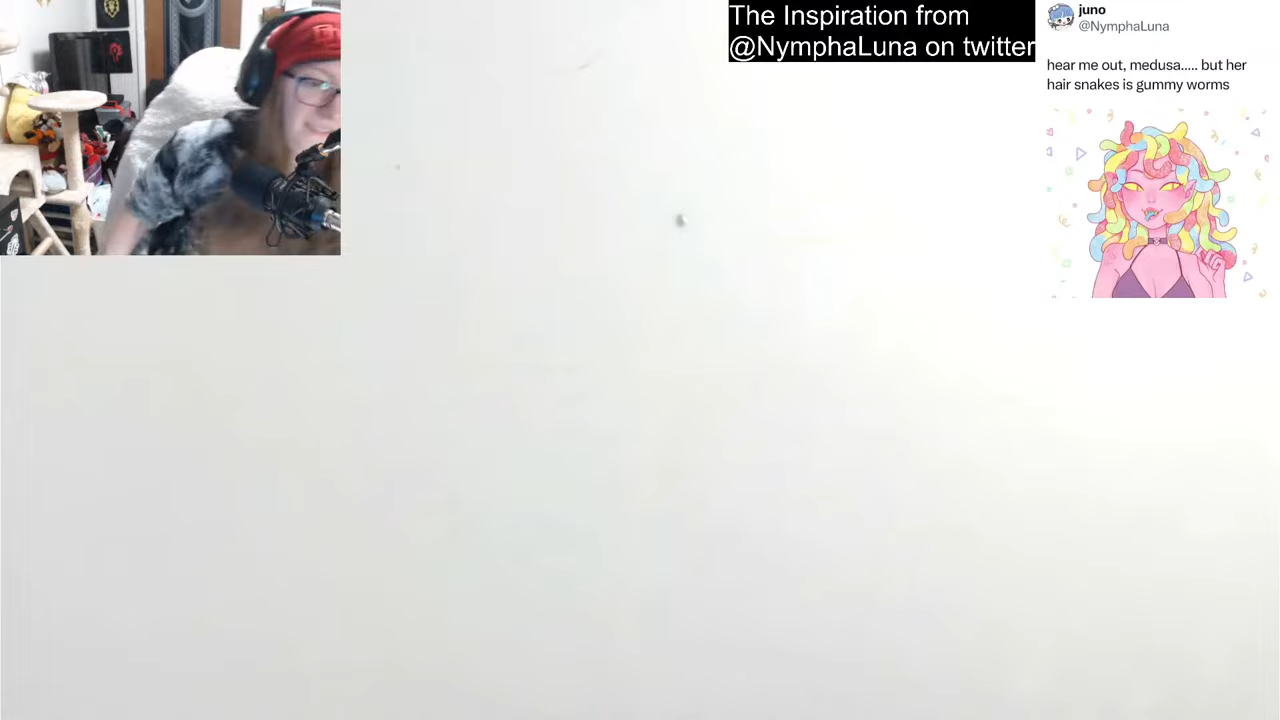 The Inspiration from
@NymphaLuna on twitter
juno
@NymphaLuna
hear me out, medusa..... but her
hair snakes is gummy worms